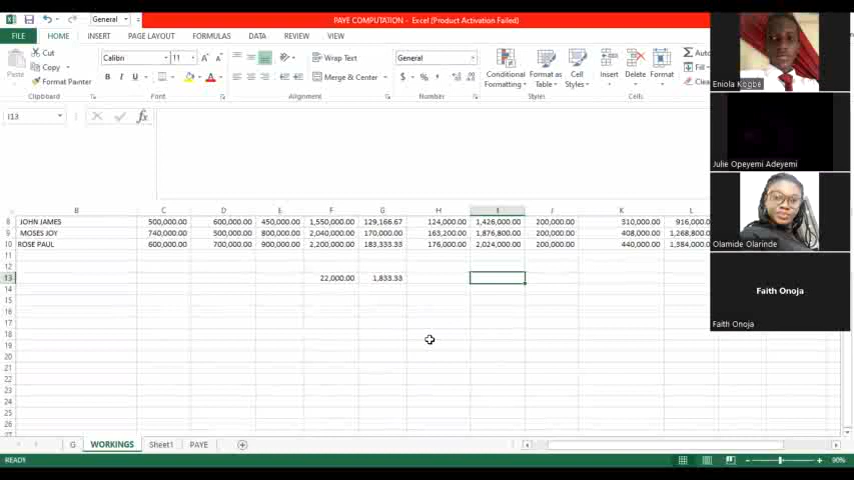 General
PAYE COMPUTATION - Excel (Product Activation Failed)
FILE HOME INSERT PAGE LAYOUT FORMULAS DATA REVIEW VIEW
Cut
Copy
Format Painter
Paste
Clipboard
Calibri 11
B I U
Font
Wrap Text
Merge & Center
Alignment
General
$ % ,
Number
Conditional Formatting
Format as Table
Cell Styles
Styles
Insert Delete Format
Cells
Auto
Fill
Clea
I13
fx
B C D E F G H I J K L
8 JOHN JAMES 500,000.00 600,000.00 450,000.00 1,550,000.00 129,166.67 124,000.00 1,426,000.00 200,000.00 310,000.00 916,000.0
9 MOSES JOY 740,000.00 500,000.00 800,000.00 2,040,000.00 170,000.00 163,200.00 1,876,800.00 200,000.00 408,000.00 1,268,800.0
10 ROSE PAUL 600,000.00 700,000.00 900,000.00 2,200,000.00 183,333.33 176,000.00 2,024,000.00 200,000.00 440,000.00 1,384,000.0
11
12
13 22,000.00 1,833.33
14
15
16
17
18
19
20
21
22
23
24
25
26
27
G WORKINGS Sheet1 PAYE
READY
90%
Eniola Kogbe
Julie Opeyemi Adeyemi
Olamide Olarinde
Faith Onoja
Faith Onoja